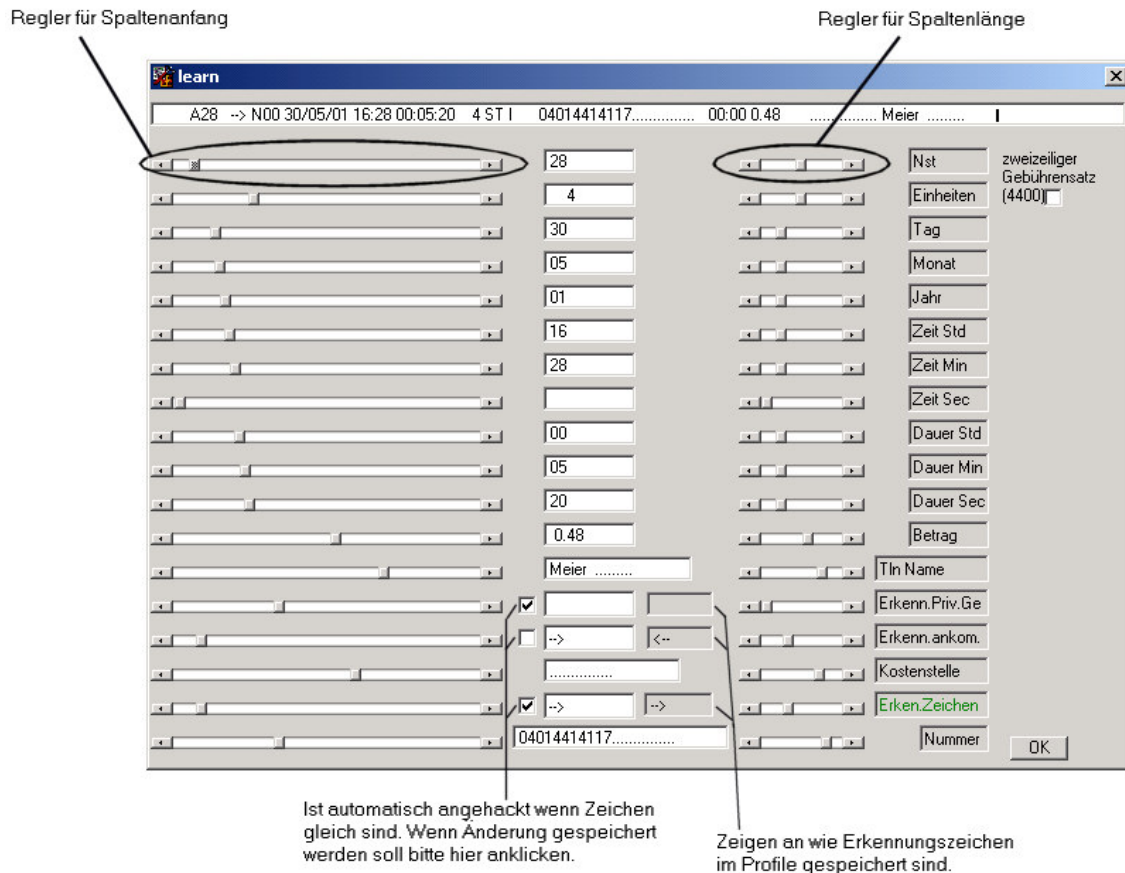 Regler für Spaltenanfang
Regler für Spaltenlänge
learn
A28 --> N00 30/05/01 16:28 00:05:20 4 ST I 04014414117.............. 00:00 0.48 ............... Meier .........
28 Nst
zweizeiliger
Gebührensatz
(4400)
4 Einheiten
30 Tag
05 Monat
01 Jahr
16 Zeit Std
28 Zeit Min
Zeit Sec
00 Dauer Std
05 Dauer Min
20 Dauer Sec
0.48 Betrag
Meier ......... Tln Name
Erkenn.Priv.Ge
--> <-- Erkenn.ankom.
............... Kostenstelle
--> --> Erken.Zeichen
04014414117.............. Nummer
OK
Ist automatisch angehackt wenn Zeichen
gleich sind. Wenn Änderung gespeichert
werden soll bitte hier anklicken.
Zeigen an wie Erkennungszeichen
im Profile gespeichert sind.